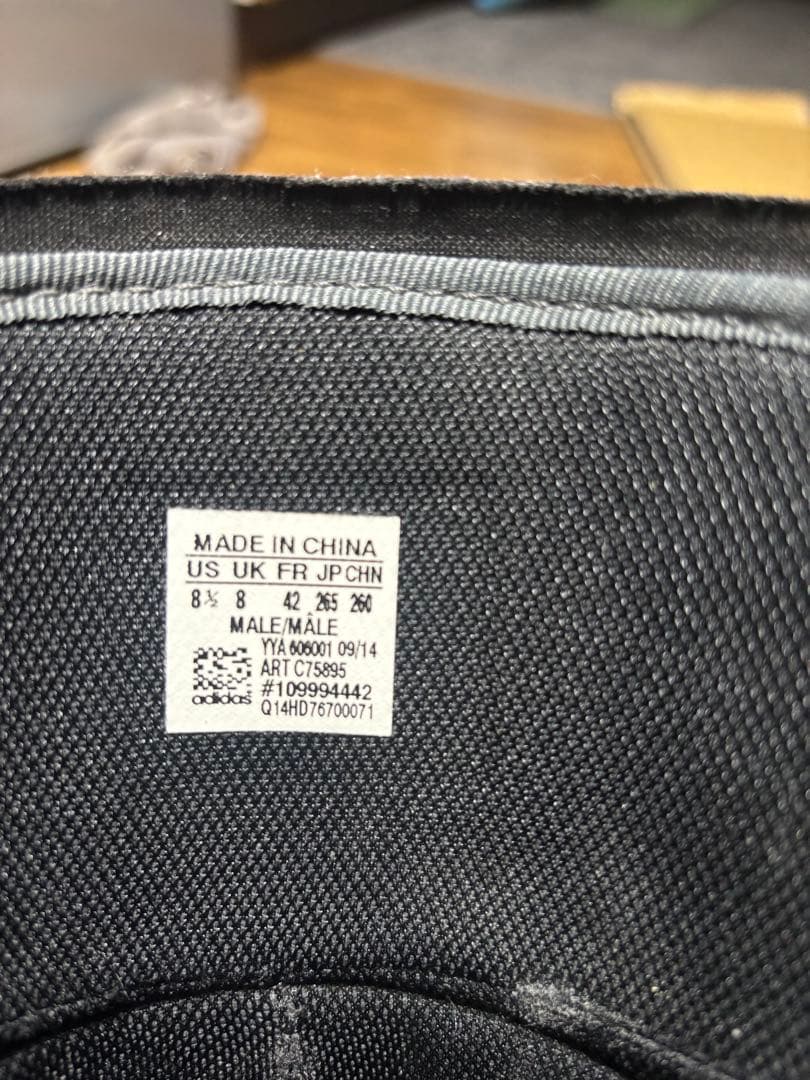 MADE IN CHINA
US UK FR JP CHN
8½ 8 42 265 260
MALE/MÂLE
YYA 606001 09/14
ART C75895
#109994442
adidas
Q14HD76700071